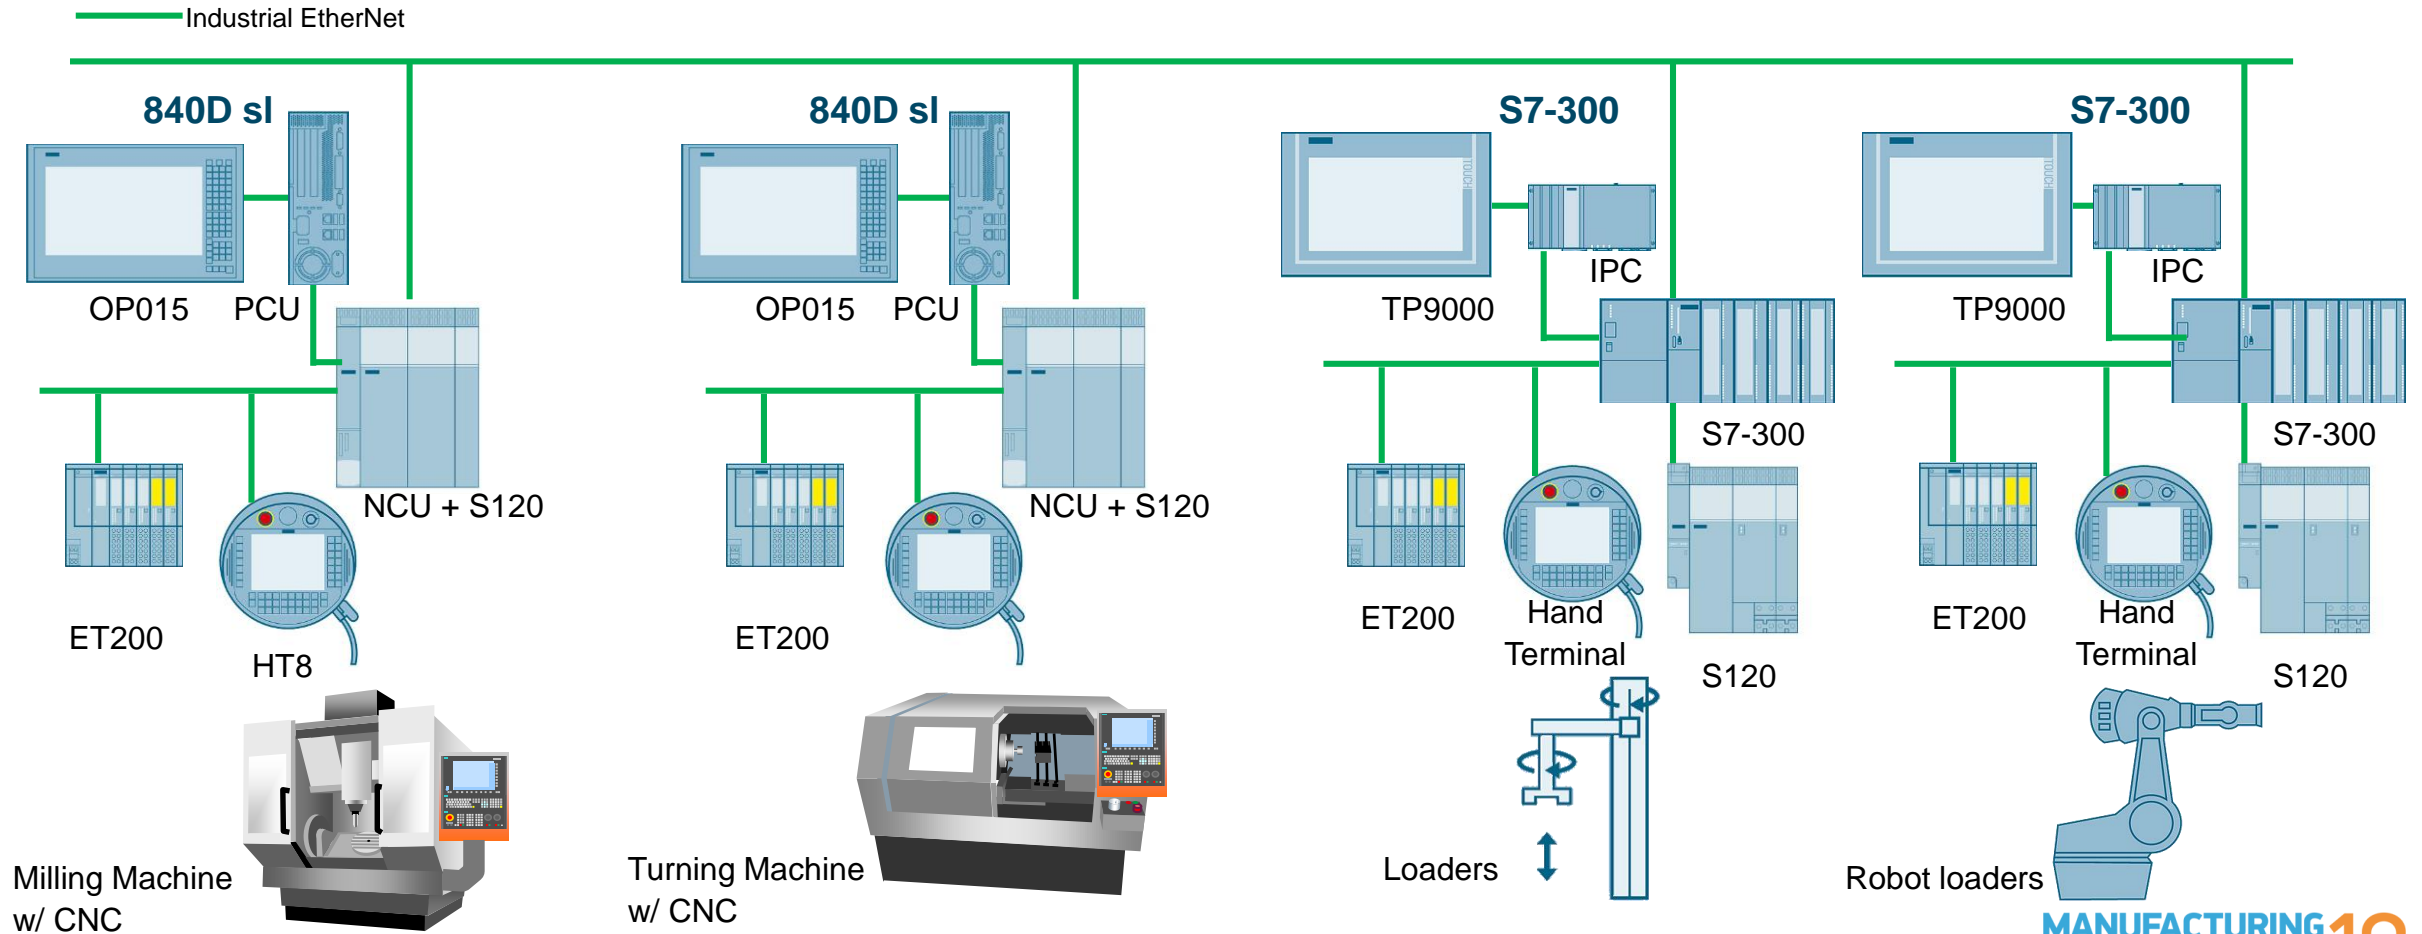 Industrial EtherNet
840D sl
840D sl
S7-300
S7-300
TOUCH
TOUCH
OP015
PCU
OP015
PCU
TP9000
IPC
TP9000
IPC
S7-300
S7-300
NCU + S120
NCU + S120
ET200
HT8
ET200
ET200
Hand
Terminal
S120
ET200
Hand
Terminal
S120
Milling Machine
w/ CNC
Turning Machine
w/ CNC
Loaders
Robot loaders
MANUFACTURING